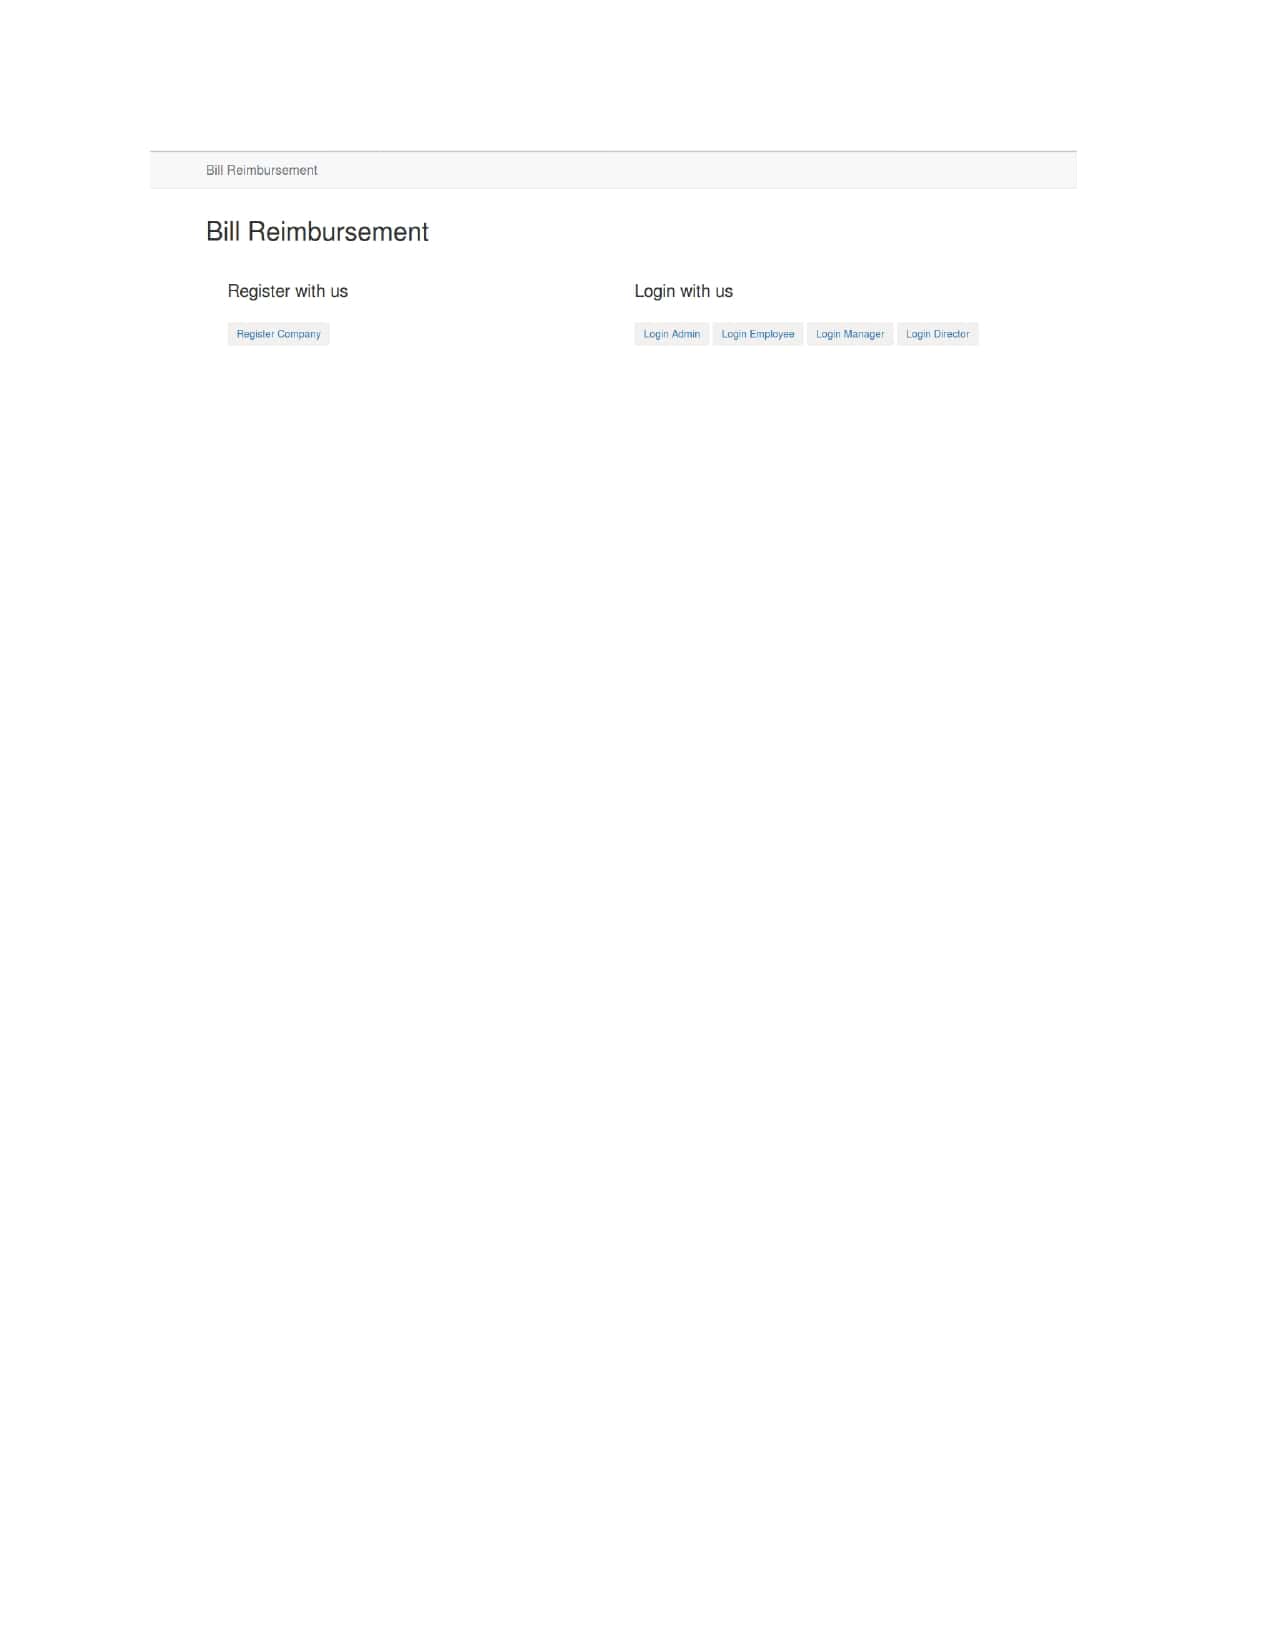 Bill Reimbursement
Bill Reimbursement
Register with us
Register Company
Login with us
Login Admin Login Employee Login Manager Login Director